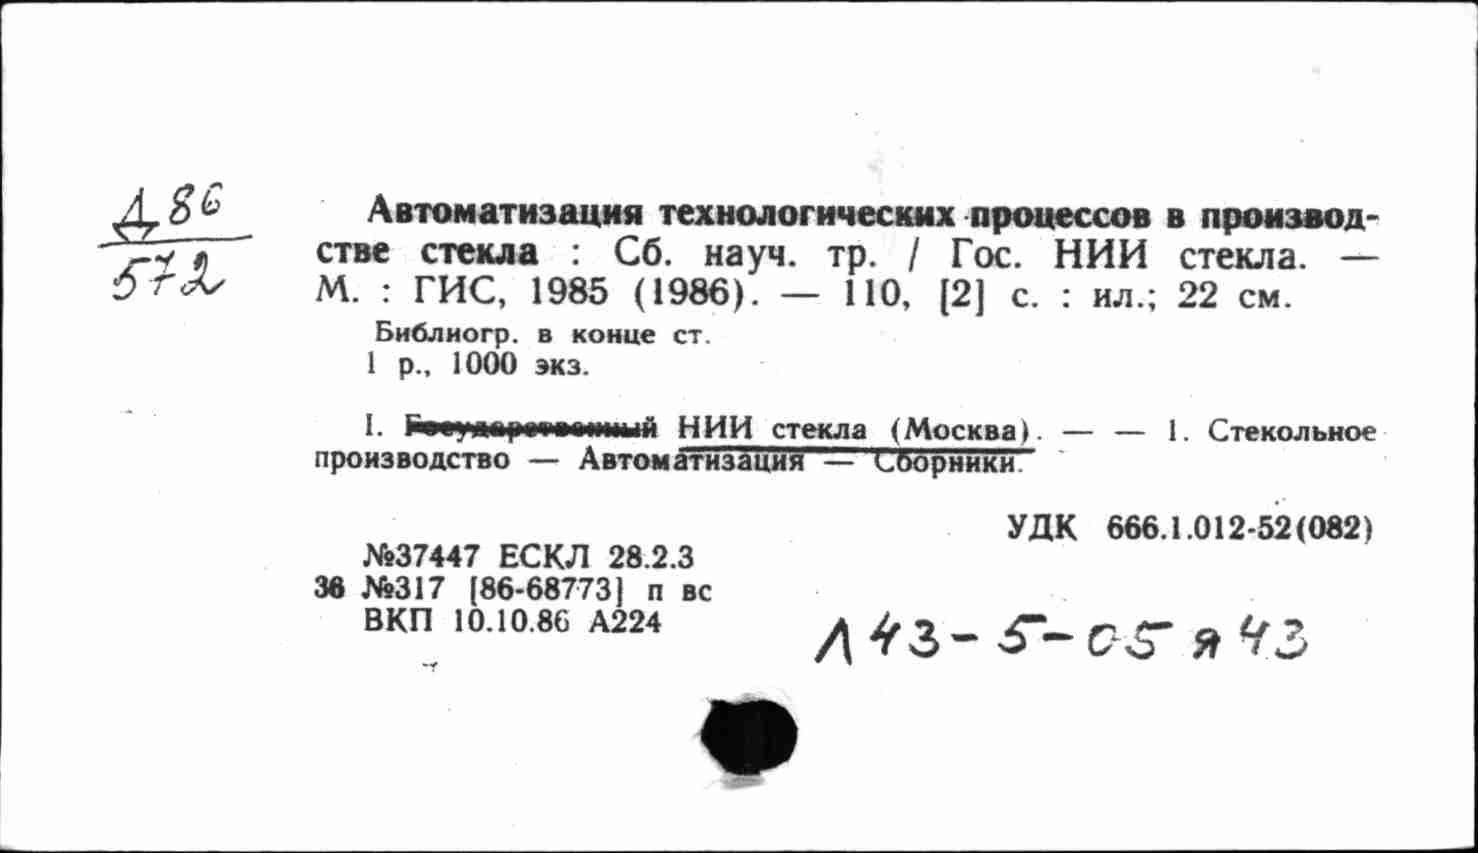 Д86
572
Автоматизация технологических процессов в производ-
стве стекла : Сб. науч. тр. / Гос. НИИ стекла. —
М. : ГИС, 1985 (1986). — 110, [2] с. : ил.; 22 см.
Библиогр. в конце ст.
1 р., 1000 экз.
I. Государственный НИИ стекла (Москва). — — 1. Стекольное
производство — Автоматизация — Сборники.
УДК 666.1.012-52(082)
№37447 ЕСКЛ 28.2.3
36 №317 [86-68773] п вс
ВКП 10.10.86 А224
Л43-5-05я43